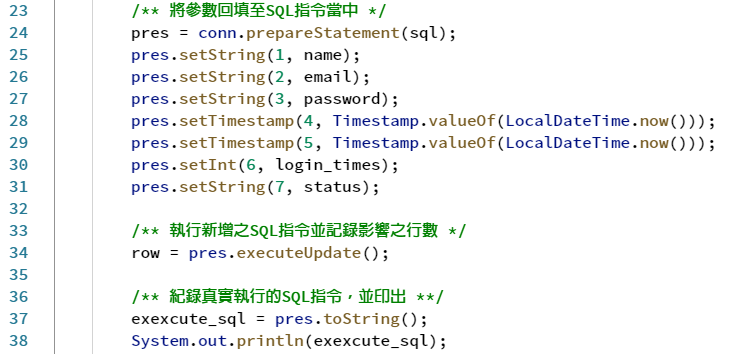 23 /** 將參數回填至SQL指令當中 */
24 pres = conn.prepareStatement(sql);
25 pres.setString(1, name);
26 pres.setString(2, email);
27 pres.setString(3, password);
28 pres.setTimestamp(4, Timestamp.valueOf(LocalDateTime.now()));
29 pres.setTimestamp(5, Timestamp.valueOf(LocalDateTime.now()));
30 pres.setInt(6, login_times);
31 pres.setString(7, status);
32
33 /** 執行新增之SQL指令並記錄影響之行數 */
34 row = pres.executeUpdate();
35
36 /** 紀錄真實執行的SQL指令，並印出 **/
37 exexcute_sql = pres.toString();
38 System.out.println(exexcute_sql);